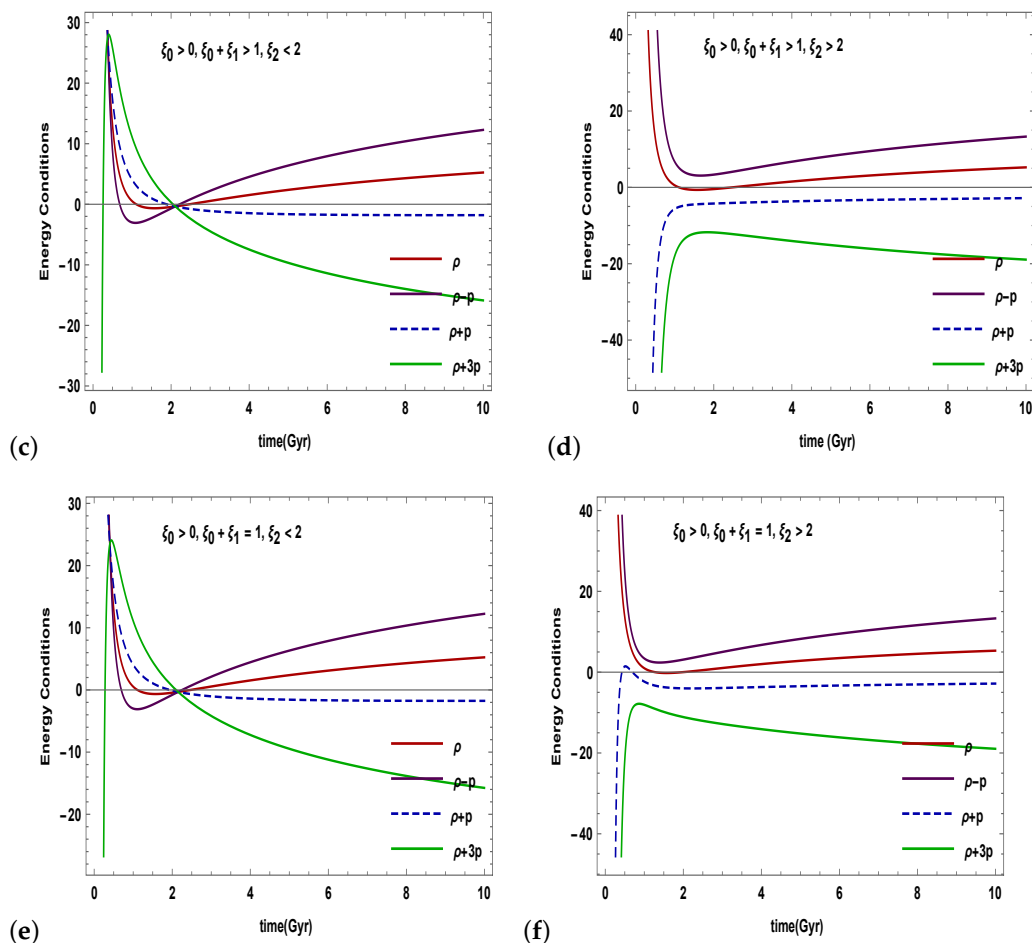 30
20
10
0
−10
−20
−30
Energy Conditions
ξ₀ > 0, ξ₀ + ξ₁ > 1, ξ₂ < 2
ρ
ρ−p
ρ+p
ρ+3p
0 2 4 6 8 10
time(Gyr)
(c)
40
20
0
−20
−40
Energy Conditions
ξ₀ > 0, ξ₀ + ξ₁ > 1, ξ₂ > 2
ρ
ρ−p
ρ+p
ρ+3p
0 2 4 6 8 10
time (Gyr)
(d)
30
20
10
0
−10
−20
Energy Conditions
ξ₀ > 0, ξ₀ + ξ₁ = 1, ξ₂ < 2
ρ
ρ−p
ρ+p
ρ+3p
0 2 4 6 8 10
time(Gyr)
(e)
40
20
0
−20
−40
Energy Conditions
ξ₀ > 0, ξ₀ + ξ₁ = 1, ξ₂ > 2
ρ
ρ−p
ρ+p
ρ+3p
0 2 4 6 8 10
time(Gyr)
(f)